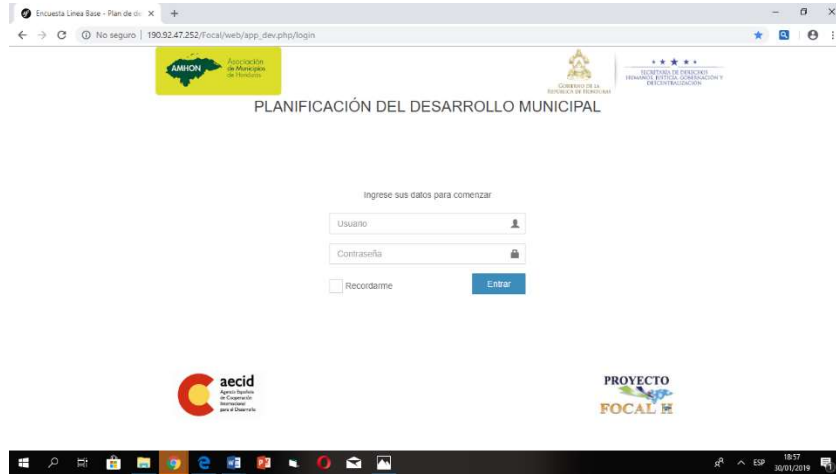 Encuesta Linea Base - Plan de de
No seguro | 190.92.47.252/Focal/web/app_dev.php/login
AMHON
Asociación
de Municipios
de Honduras
GOBIERNO DE LA
REPÚBLICA DE HONDURAS
SECRETARÍA DE DERECHOS
HUMANOS, JUSTICIA, GOBERNACIÓN Y
DESCENTRALIZACIÓN
PLANIFICACIÓN DEL DESARROLLO MUNICIPAL
Ingrese sus datos para comenzar
Usuario
Contraseña
Recordarme
Entrar
aecid
Agencia Española
de Cooperación
Internacional
para el Desarrollo
PROYECTO
FOCAL II
ESP
18:57
30/01/2019